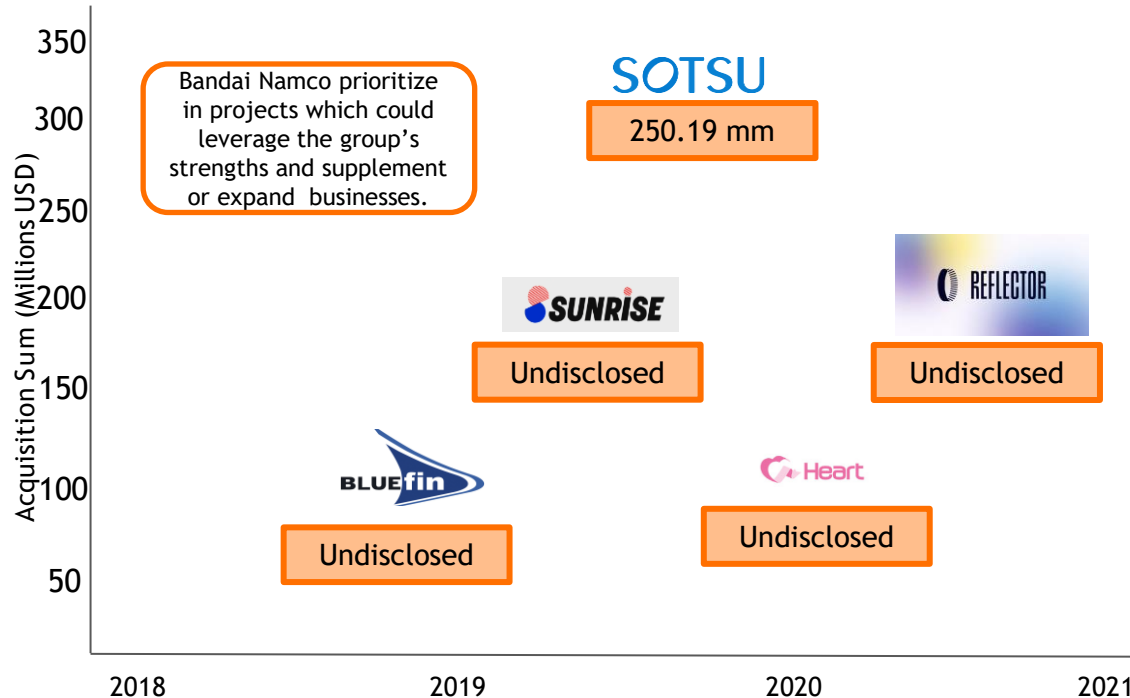 350
300
250
200
150
100
50
Acquisition Sum (Millions USD)
Bandai Namco prioritize
in projects which could
leverage the group’s
strengths and supplement
or expand  businesses.
SOTSU
250.19 mm
SUNRISE
Undisclosed
REFLECTOR
Undisclosed
BLUEfin
Undisclosed
Heart
Undisclosed
2018
2019
2020
2021